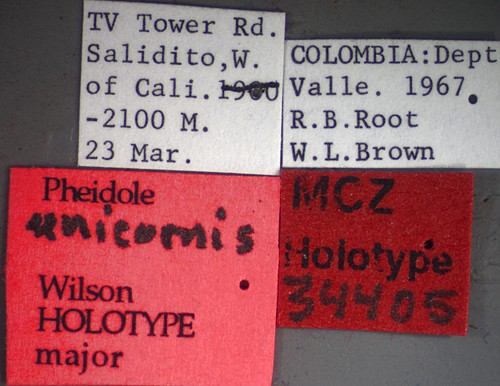 TV Tower Rd.
Salidito,W.
of Cali.
-2100 M.
23 Mar.
COLOMBIA:Dept
Valle. 1967.
R.B.Root
W.L.Brown
Pheidole
unicornis
Wilson
HOLOTYPE
major
MCZ
Holotype
34405